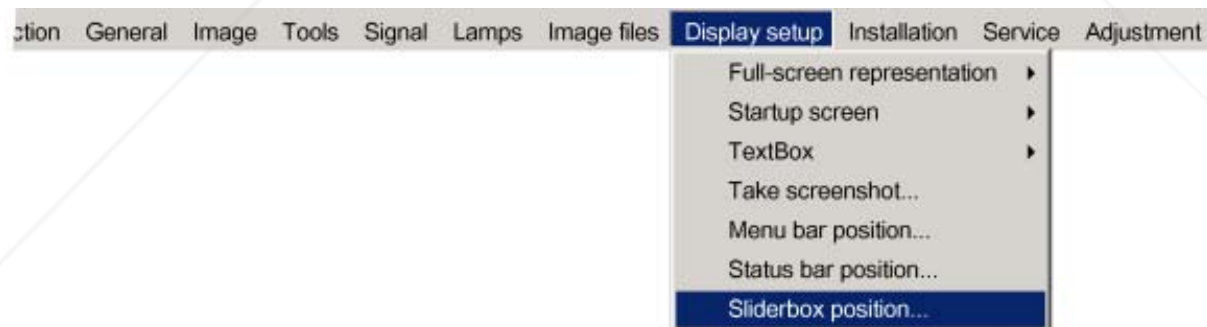 ction General Image Tools Signal Lamps Image files Display setup Installation Service Adjustment
Full-screen representation
Startup screen
TextBox
Take screenshot...
Menu bar position...
Status bar position...
Sliderbox position...